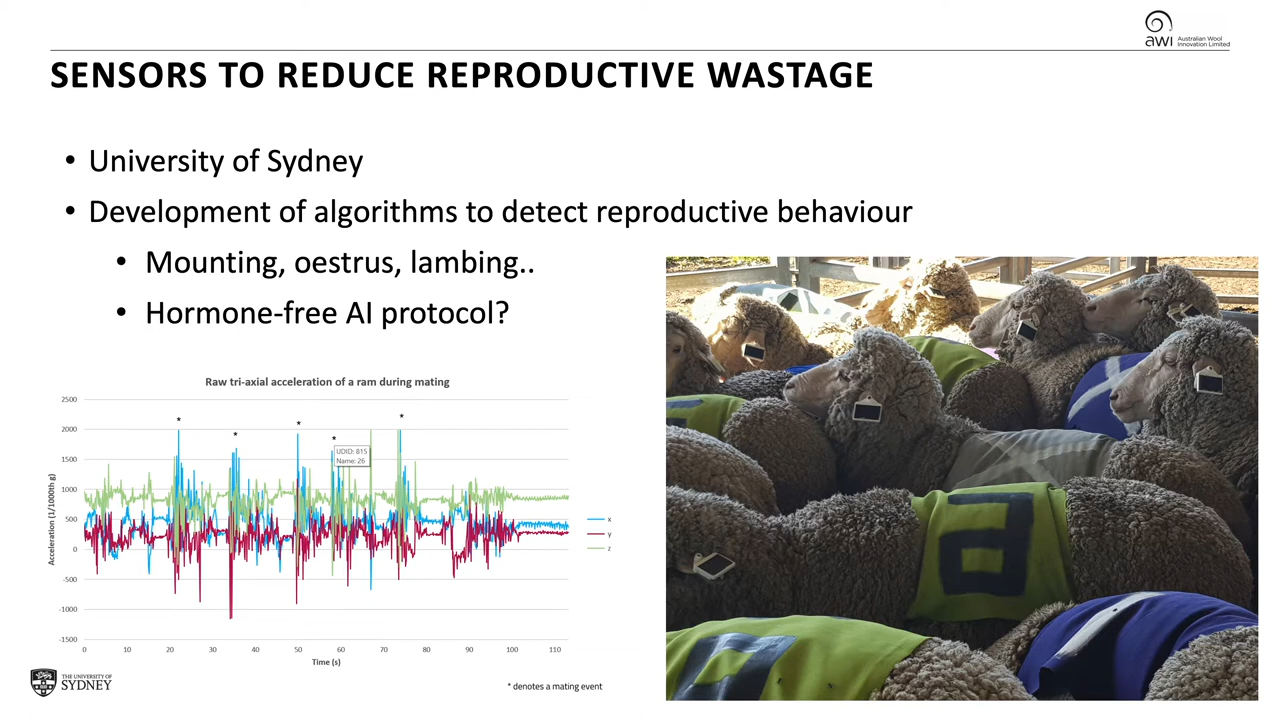 awi Australian Wool
Innovation Limited
SENSORS TO REDUCE REPRODUCTIVE WASTAGE
• University of Sydney
• Development of algorithms to detect reproductive behaviour
• Mounting, oestrus, lambing..
• Hormone-free AI protocol?
Raw tri-axial acceleration of a ram during mating
Acceleration (1/1000th g)
2500
2000
1500
1000
500
0
-500
-1000
-1500
* * * * *
UDID: 815
Name: 26
x
y
z
0 10 20 30 40 50 60 70 80 90 100 110
Time (s)
* denotes a mating event
THE UNIVERSITY OF
SYDNEY
a